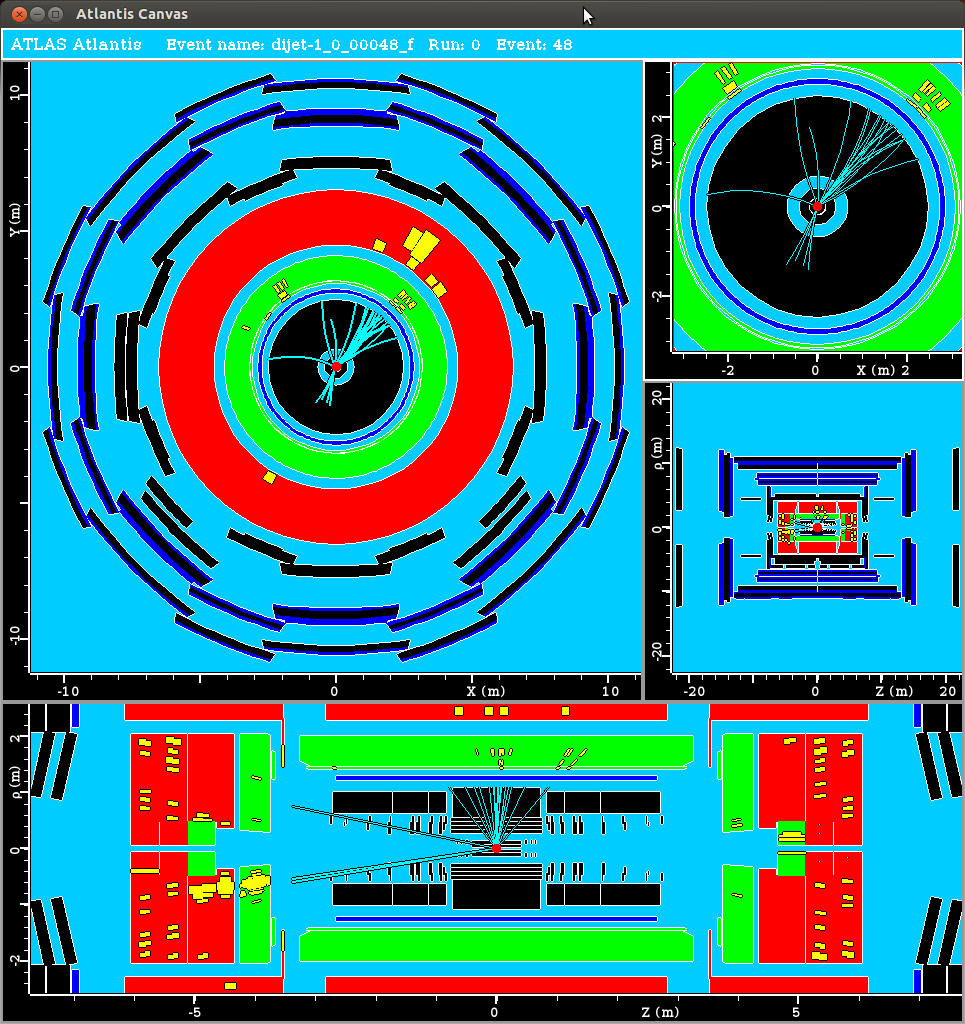 Atlantis Canvas
ATLAS Atlantis Event name: dijet-1_0_00048_f Run: 0 Event: 48
10
Y (m)
0
-10
-10 0 X (m) 10
2
Y (m)
0
-2
-2 0 X (m) 2
20
ρ (m)
0
-20
-20 0 Z (m) 20
2
ρ (m)
0
-2
-5 0 Z (m) 5